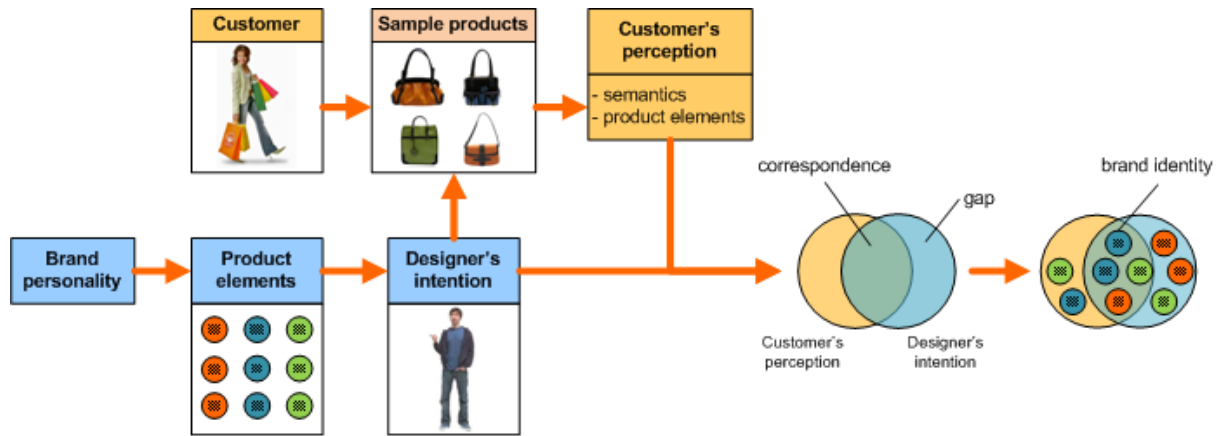 Customer
Sample products
Customer's
perception
- semantics
- product elements
correspondence
gap
brand identity
Brand
personality
Product
elements
Designer's
intention
Customer's
perception
Designer's
intention